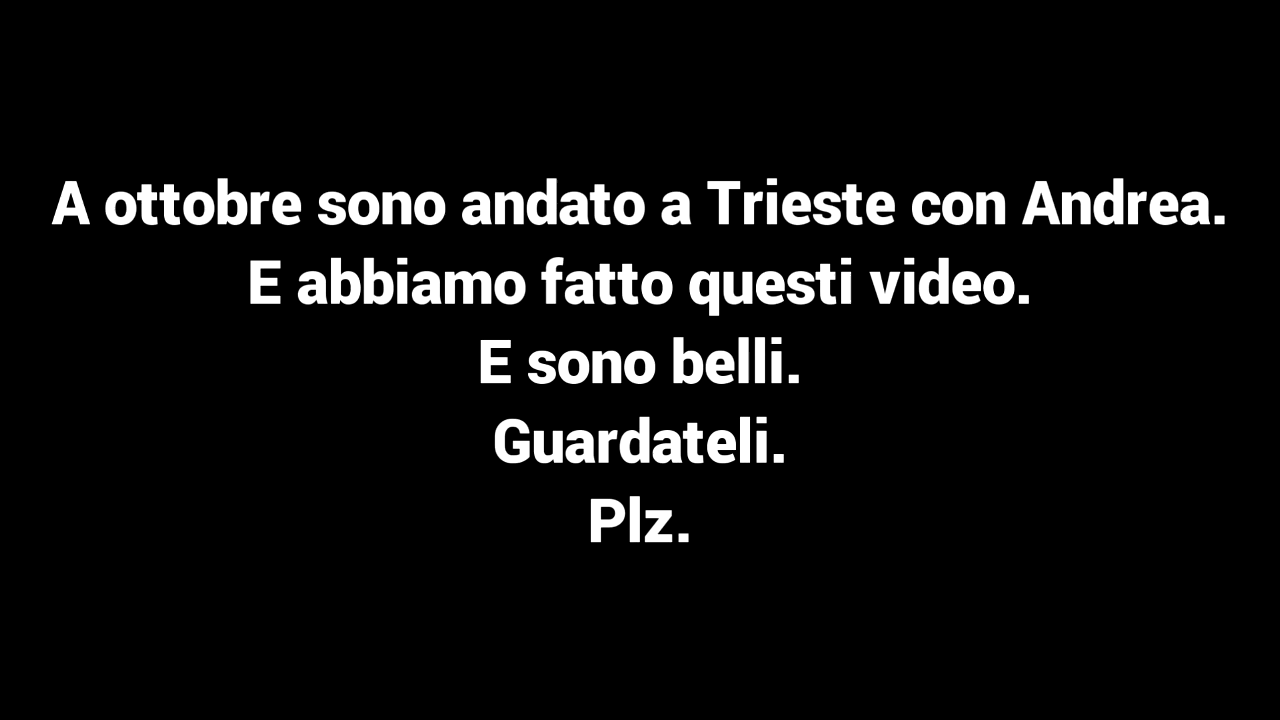 A ottobre sono andato a Trieste con Andrea.
E abbiamo fatto questi video.
E sono belli.
Guardateli.
Plz.